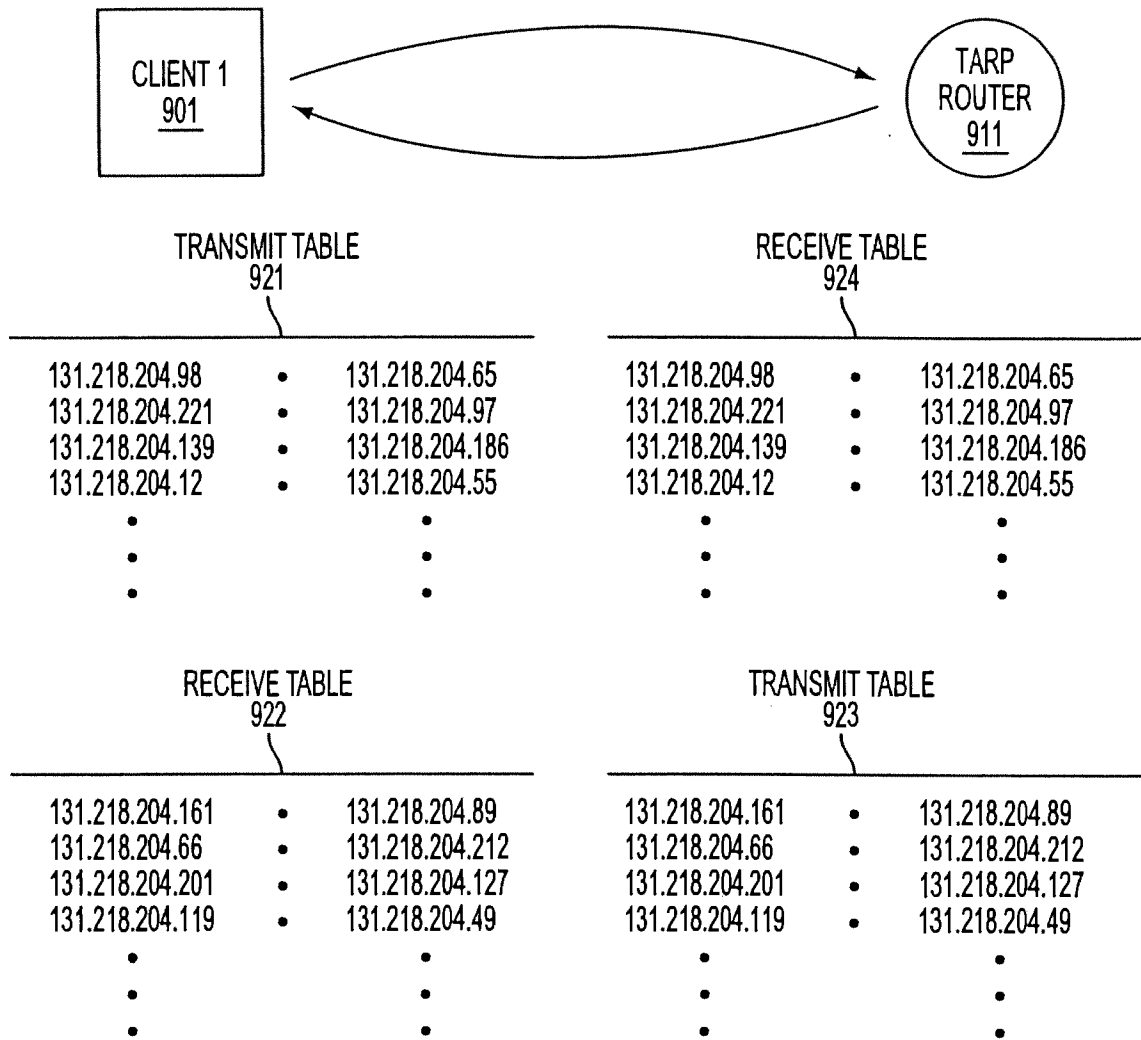 CLIENT 1
901
TARP
ROUTER
911
TRANSMIT TABLE
921
RECEIVE TABLE
924
131.218.204.98 • 131.218.204.65
131.218.204.221 • 131.218.204.97
131.218.204.139 • 131.218.204.186
131.218.204.12 • 131.218.204.55
131.218.204.98 • 131.218.204.65
131.218.204.221 • 131.218.204.97
131.218.204.139 • 131.218.204.186
131.218.204.12 • 131.218.204.55
RECEIVE TABLE
922
TRANSMIT TABLE
923
131.218.204.161 • 131.218.204.89
131.218.204.66 • 131.218.204.212
131.218.204.201 • 131.218.204.127
131.218.204.119 • 131.218.204.49
131.218.204.161 • 131.218.204.89
131.218.204.66 • 131.218.204.212
131.218.204.201 • 131.218.204.127
131.218.204.119 • 131.218.204.49